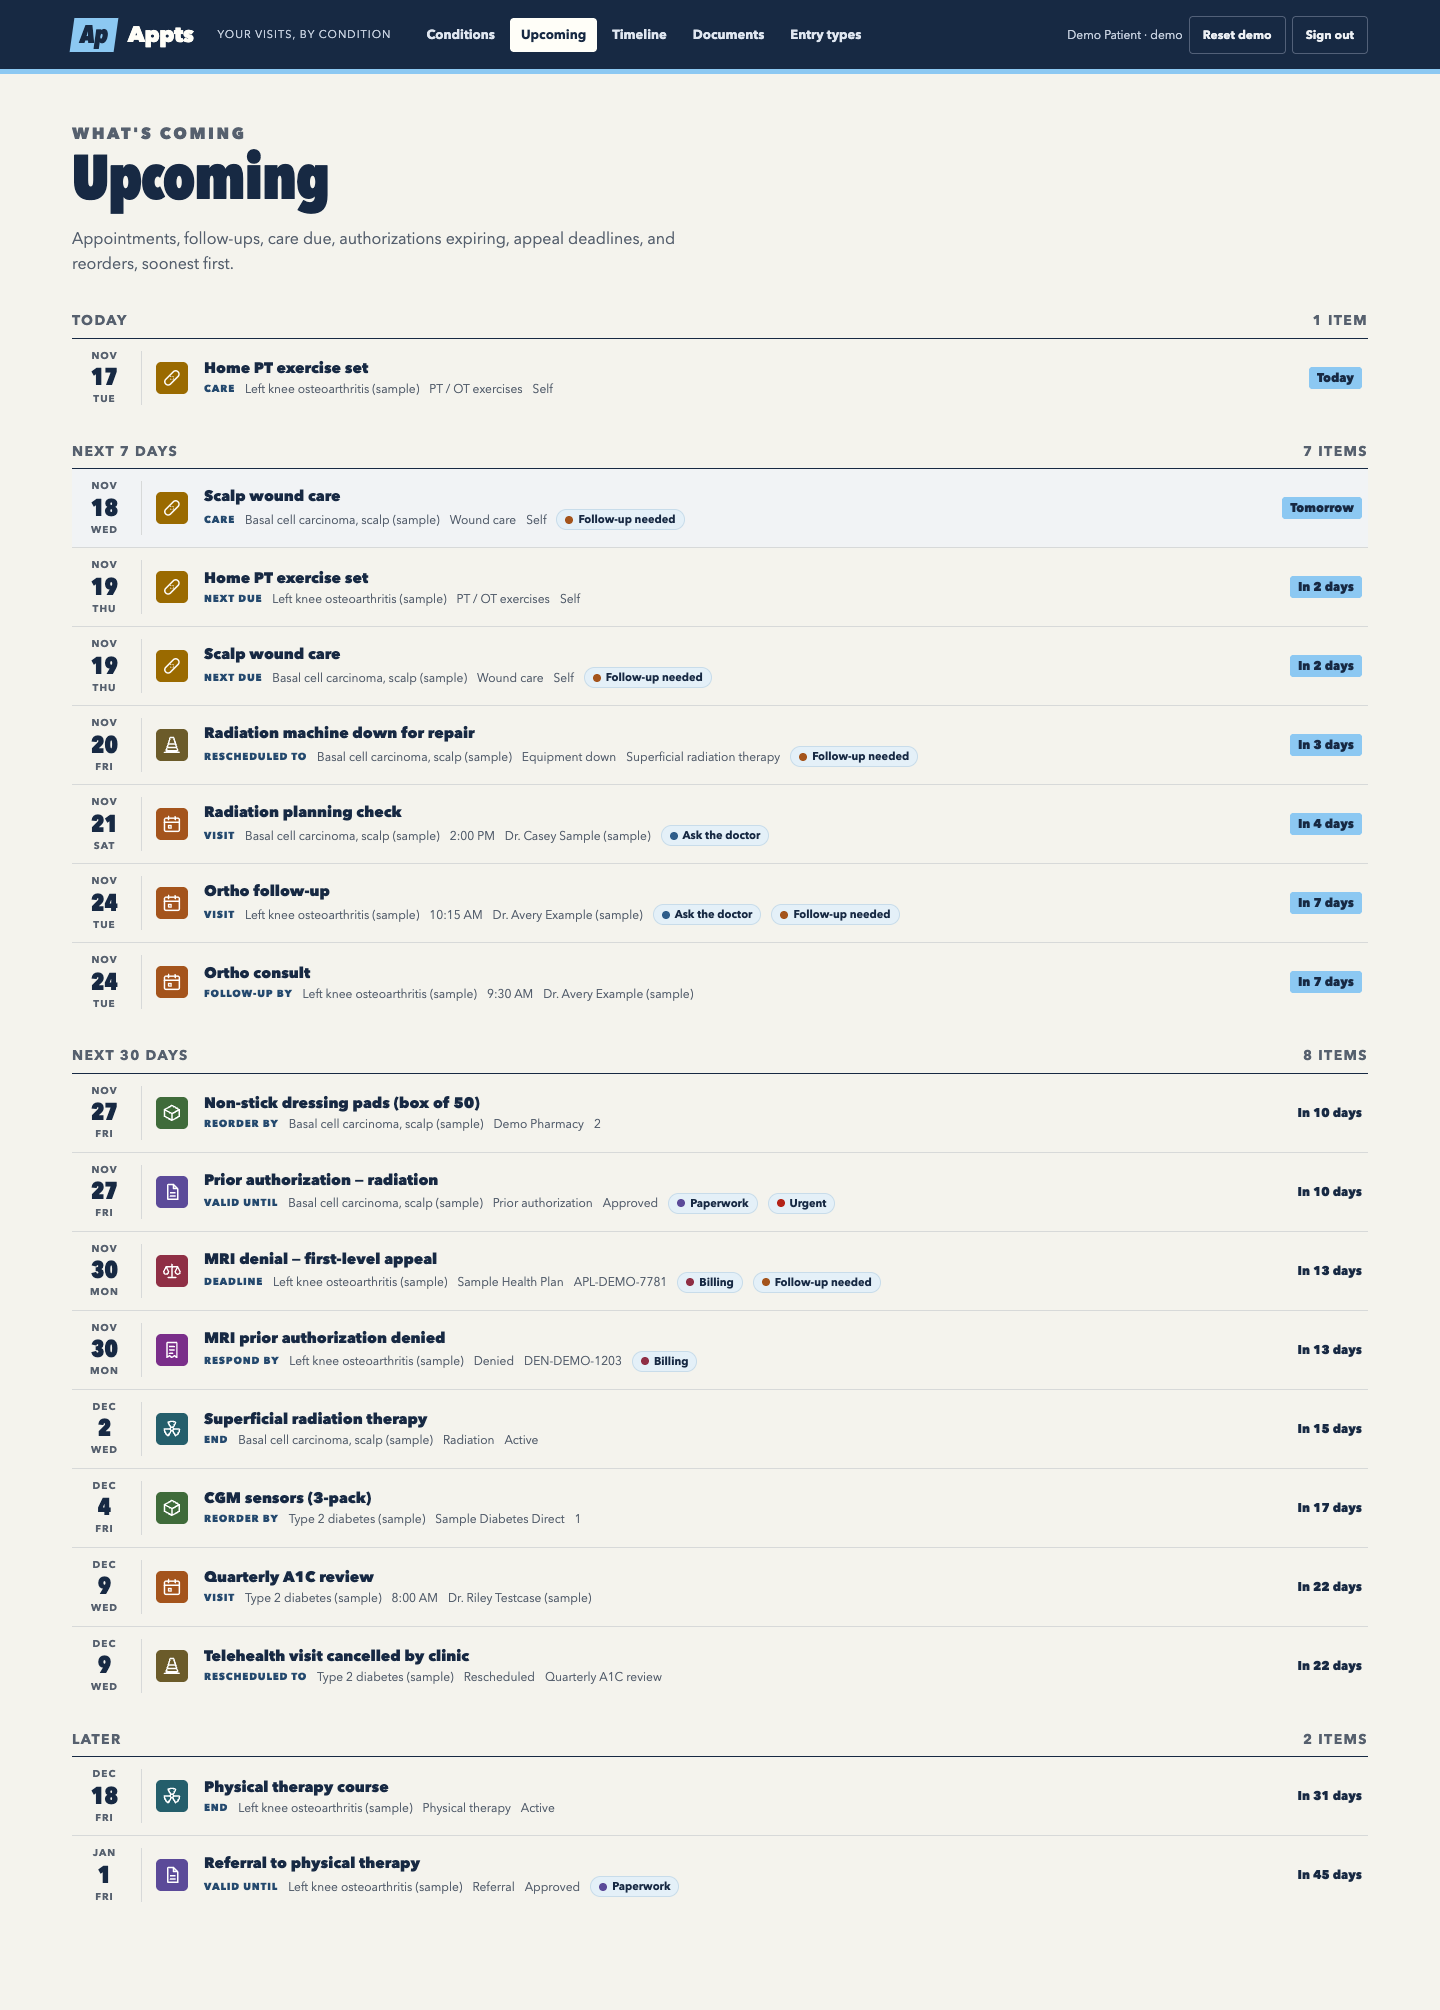 Ap Appts YOUR VISITS, BY CONDITION Conditions Upcoming Timeline Documents Entry types Demo Patient · demo Reset demo Sign out
WHAT'S COMING
Upcoming
Appointments, follow-ups, care due, authorizations expiring, appeal deadlines, and
reorders, soonest first.
TODAY 1 ITEM
NOV
17
TUE
Home PT exercise set
CARE Left knee osteoarthritis (sample) PT / OT exercises Self
Today
NEXT 7 DAYS 7 ITEMS
NOV
18
WED
Scalp wound care
CARE Basal cell carcinoma, scalp (sample) Wound care Self Follow-up needed
Tomorrow
NOV
19
THU
Home PT exercise set
NEXT DUE Left knee osteoarthritis (sample) PT / OT exercises Self
In 2 days
NOV
19
THU
Scalp wound care
NEXT DUE Basal cell carcinoma, scalp (sample) Wound care Self Follow-up needed
In 2 days
NOV
20
FRI
Radiation machine down for repair
RESCHEDULED TO Basal cell carcinoma, scalp (sample) Equipment down Superficial radiation therapy Follow-up needed
In 3 days
NOV
21
SAT
Radiation planning check
VISIT Basal cell carcinoma, scalp (sample) 2:00 PM Dr. Casey Sample (sample) Ask the doctor
In 4 days
NOV
24
TUE
Ortho follow-up
VISIT Left knee osteoarthritis (sample) 10:15 AM Dr. Avery Example (sample) Ask the doctor Follow-up needed
In 7 days
NOV
24
TUE
Ortho consult
FOLLOW-UP BY Left knee osteoarthritis (sample) 9:30 AM Dr. Avery Example (sample)
In 7 days
NEXT 30 DAYS 8 ITEMS
NOV
27
FRI
Non-stick dressing pads (box of 50)
REORDER BY Basal cell carcinoma, scalp (sample) Demo Pharmacy 2
In 10 days
NOV
27
FRI
Prior authorization – radiation
VALID UNTIL Basal cell carcinoma, scalp (sample) Prior authorization Approved Paperwork Urgent
In 10 days
NOV
30
MON
MRI denial – first-level appeal
DEADLINE Left knee osteoarthritis (sample) Sample Health Plan APL-DEMO-7781 Billing Follow-up needed
In 13 days
NOV
30
MON
MRI prior authorization denied
RESPOND BY Left knee osteoarthritis (sample) Denied DEN-DEMO-1203 Billing
In 13 days
DEC
2
WED
Superficial radiation therapy
END Basal cell carcinoma, scalp (sample) Radiation Active
In 15 days
DEC
4
FRI
CGM sensors (3-pack)
REORDER BY Type 2 diabetes (sample) Sample Diabetes Direct 1
In 17 days
DEC
9
WED
Quarterly A1C review
VISIT Type 2 diabetes (sample) 8:00 AM Dr. Riley Testcase (sample)
In 22 days
DEC
9
WED
Telehealth visit cancelled by clinic
RESCHEDULED TO Type 2 diabetes (sample) Rescheduled Quarterly A1C review
In 22 days
LATER 2 ITEMS
DEC
18
FRI
Physical therapy course
END Left knee osteoarthritis (sample) Physical therapy Active
In 31 days
JAN
1
FRI
Referral to physical therapy
VALID UNTIL Left knee osteoarthritis (sample) Referral Approved Paperwork
In 45 days